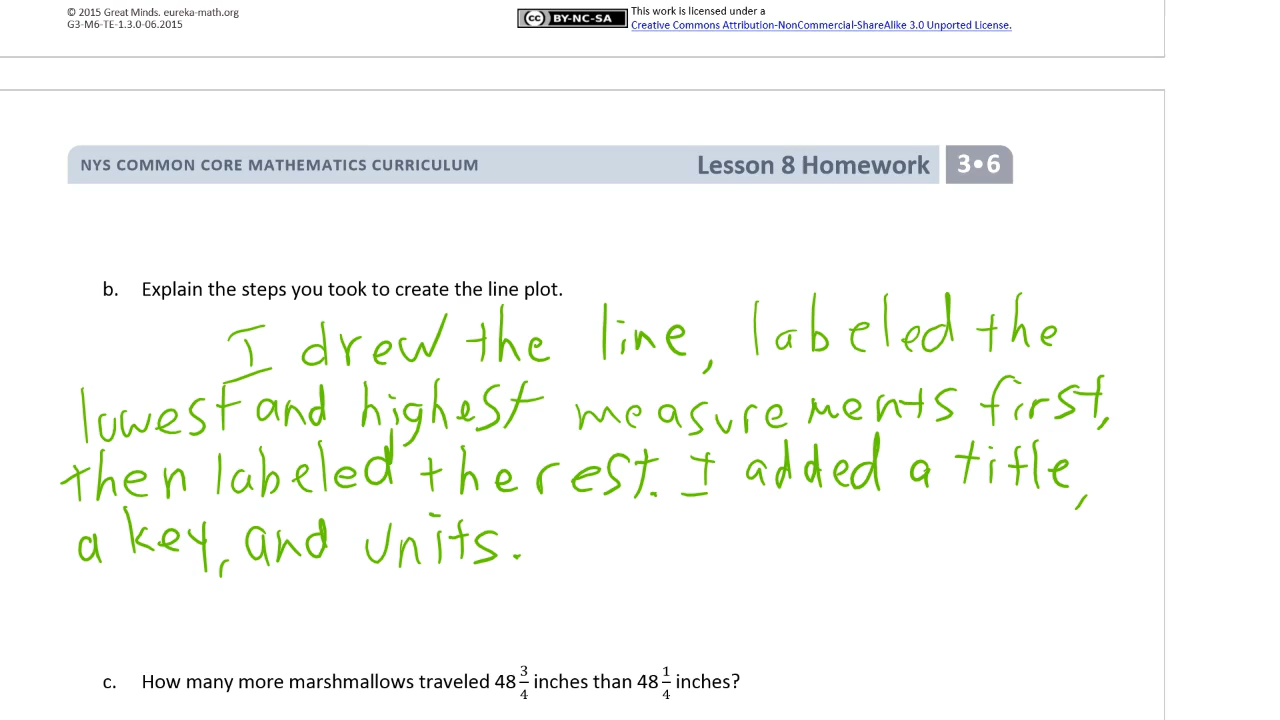 © 2015 Great Minds. eureka-math.org
G3-M6-TE-1.3.0-06.2015
cc BY-NC-SA
This work is licensed under a
Creative Commons Attribution-NonCommercial-ShareAlike 3.0 Unported License.
NYS COMMON CORE MATHEMATICS CURRICULUM Lesson 8 Homework 3•6
b. Explain the steps you took to create the line plot.
I drew the line, labeled the
lowest and highest measurements first,
then labeled the rest. I added a title,
a key, and units.
c. How many more marshmallows traveled 48 3/4 inches than 48 1/4 inches?